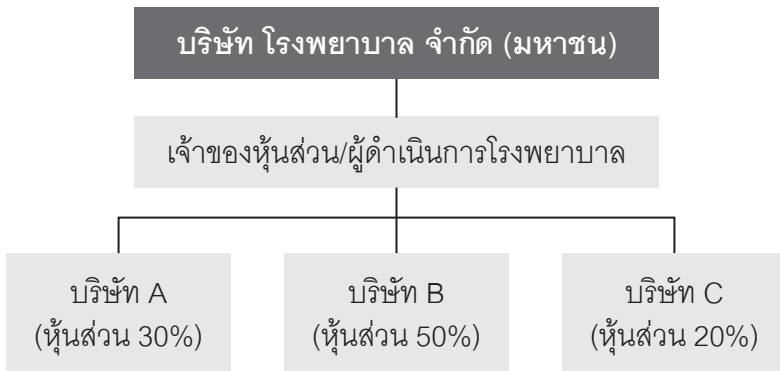 บริษัท โรงพยาบาล จำกัด (มหาชน)
เจ้าของหุ้นส่วน/ผู้ดำเนินการโรงพยาบาล
บริษัท A
(หุ้นส่วน 30%)
บริษัท B
(หุ้นส่วน 50%)
บริษัท C
(หุ้นส่วน 20%)